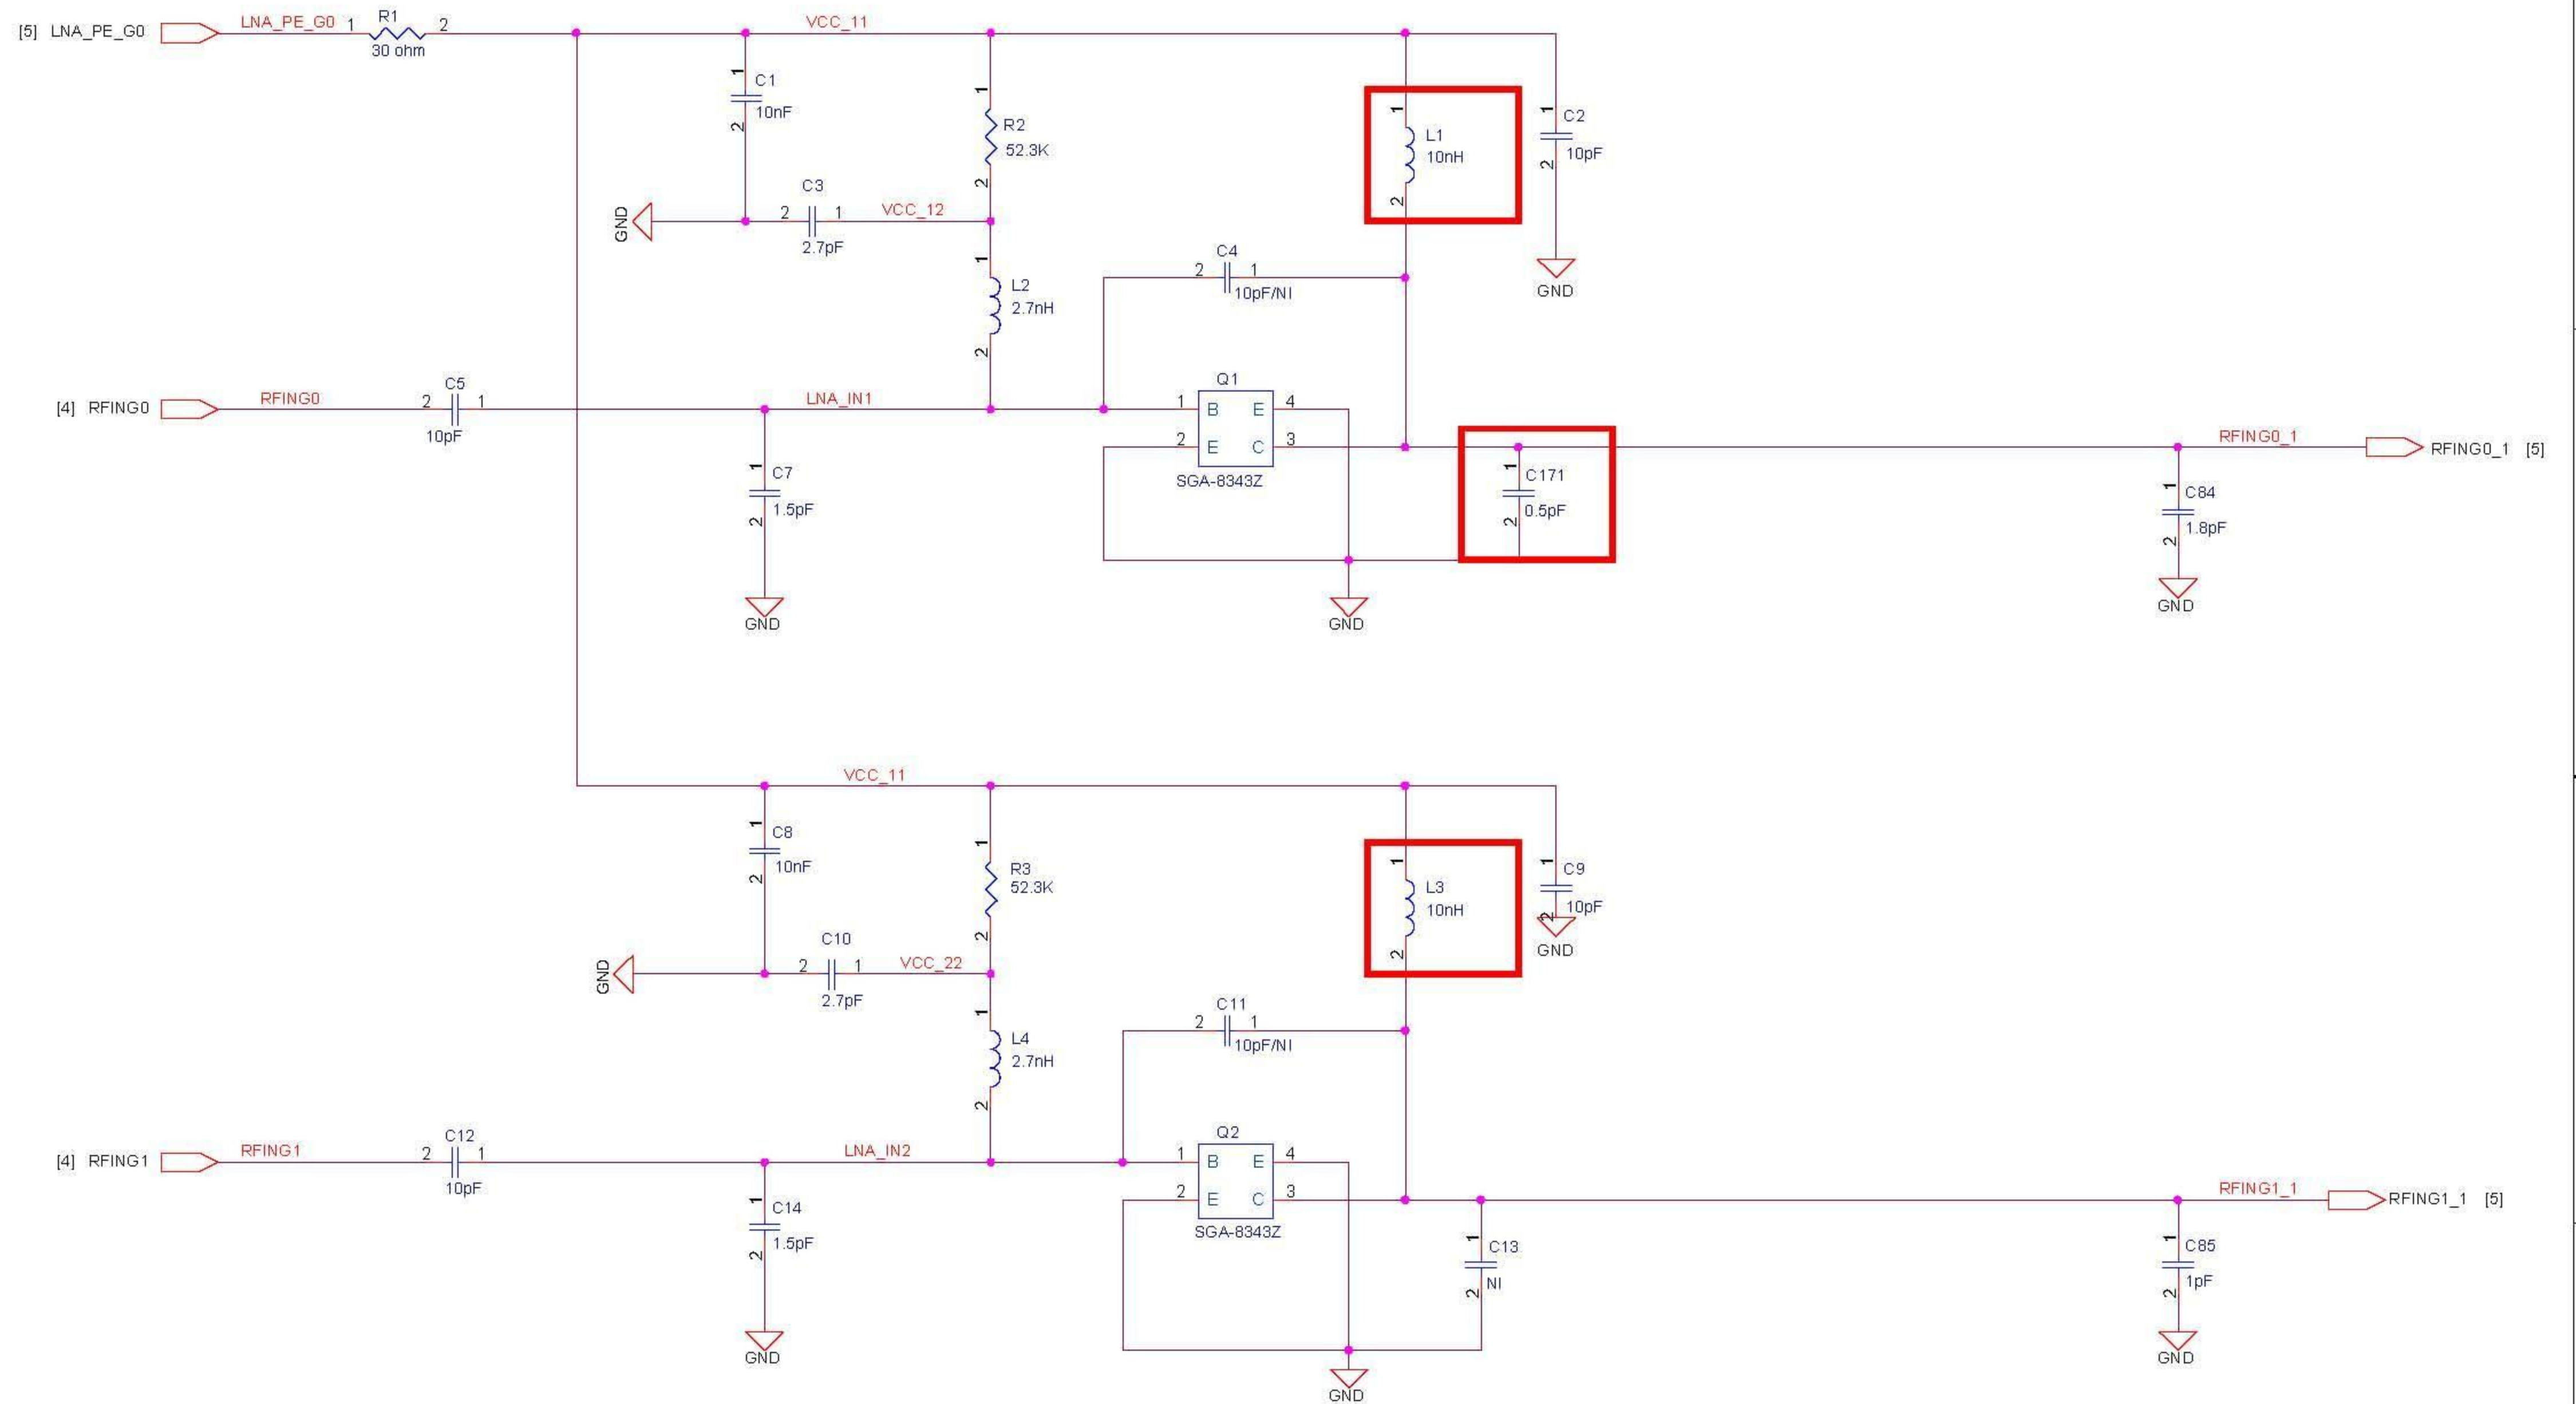 [5] LNA_PE_G0
LNA_PE_G0
1
R1
30 ohm
2
VCC_11
1
C1
10nF
2
1
R2
52.3K
2
1
L1
10nH
2
1
C2
10pF
2
GND
GND
2
C3
2.7pF
1
VCC_12
1
L2
2.7nH
2
2
C4
10pF/NI
1
[4] RFING0
RFING0
2
C5
10pF
1
LNA_IN1
1
C7
1.5pF
2
GND
Q1
1 B E 4
2 E C 3
SGA-8343Z
GND
1
C171
0.5pF
2
RFING0_1
RFING0_1 [5]
1
C84
1.8pF
2
GND
VCC_11
1
C8
10nF
2
1
R3
52.3K
2
1
L3
10nH
2
1
C9
10pF
2
GND
GND
2
C10
2.7pF
1
VCC_22
1
L4
2.7nH
2
2
C11
10pF/NI
1
[4] RFING1
RFING1
2
C12
10pF
1
LNA_IN2
1
C14
1.5pF
2
GND
Q2
1 B E 4
2 E C 3
SGA-8343Z
GND
1
C13
NI
2
RFING1_1
RFING1_1 [5]
1
C85
1pF
2
GND